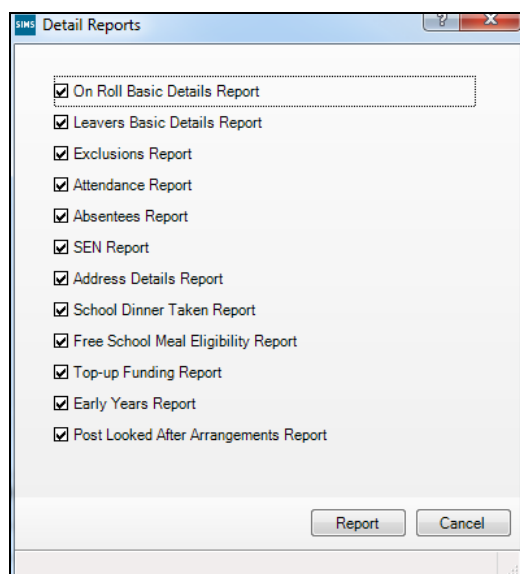 SIMS Detail Reports ? X
On Roll Basic Details Report
Leavers Basic Details Report
Exclusions Report
Attendance Report
Absentees Report
SEN Report
Address Details Report
School Dinner Taken Report
Free School Meal Eligibility Report
Top-up Funding Report
Early Years Report
Post Looked After Arrangements Report
Report Cancel